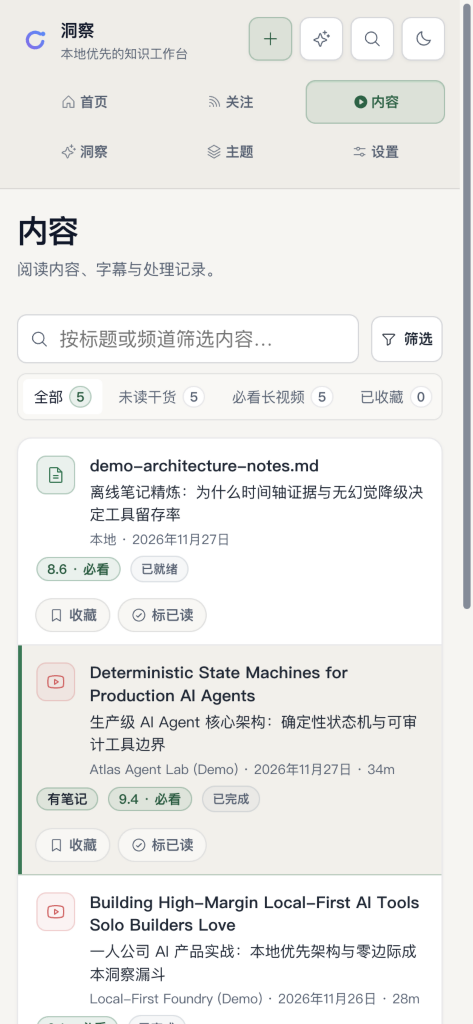 洞察
本地优先的知识工作台
首页
关注
内容
洞察
主题
设置
内容
阅读内容、字幕与处理记录。
按标题或频道筛选内容…
筛选
全部 5
未读干货 5
必看长视频 5
已收藏 0
demo-architecture-notes.md
离线笔记精炼：为什么时间轴证据与无幻觉降级决
定工具留存率
本地 · 2026年11月27日
8.6 · 必看
已就绪
收藏
标已读
Deterministic State Machines for
Production AI Agents
生产级 AI Agent 核心架构：确定性状态机与可审
计工具边界
Atlas Agent Lab (Demo) · 2026年11月27日 · 34m
有笔记
9.4 · 必看
已完成
收藏
标已读
Building High-Margin Local-First AI Tools
Solo Builders Love
一人公司 AI 产品实战：本地优先架构与零边际成
本洞察漏斗
Local-First Foundry (Demo) · 2026年11月26日 · 28m